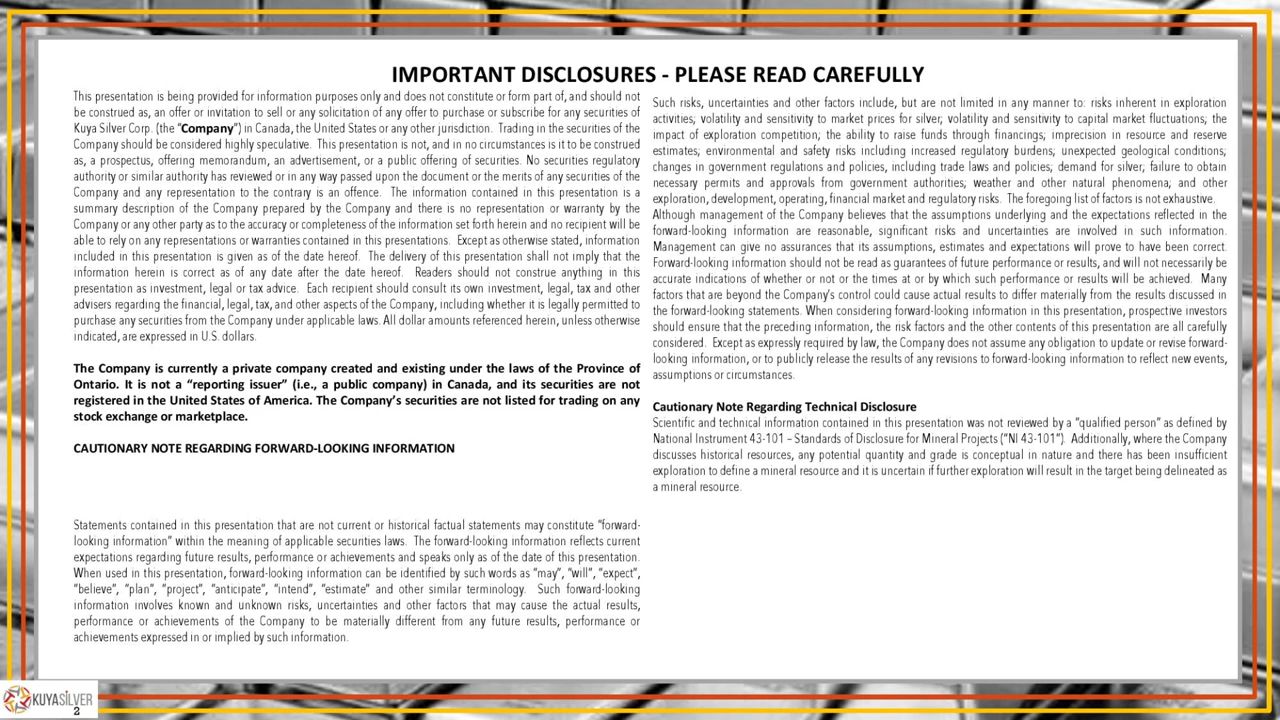 IMPORTANT DISCLOSURES - PLEASE READ CAREFULLY
This presentation is being provided for information purposes only and does not constitute or form part of, and should not
be construed as, an offer or invitation to sell or any solicitation of any offer to purchase or subscribe for any securities of
Kuya Silver Corp. (the “Company”) in Canada, the United States or any other jurisdiction. Trading in the securities of the
Company should be considered highly speculative. This presentation is not, and in no circumstances is it to be construed
as, a prospectus, offering memorandum, an advertisement, or a public offering of securities. No securities regulatory
authority or similar authority has reviewed or in any way passed upon the document or the merits of any securities of the
Company and any representation to the contrary is an offence. The information contained in this presentation is a
summary description of the Company prepared by the Company and there is no representation or warranty by the
Company or any other party as to the accuracy or completeness of the information set forth herein and no recipient will be
able to rely on any representations or warranties contained in this presentations. Except as otherwise stated, information
included in this presentation is given as of the date hereof. The delivery of this presentation shall not imply that the
information herein is correct as of any date after the date hereof. Readers should not construe anything in this
presentation as investment, legal or tax advice. Each recipient should consult its own investment, legal, tax and other
advisers regarding the financial, legal, tax, and other aspects of the Company, including whether it is legally permitted to
purchase any securities from the Company under applicable laws. All dollar amounts referenced herein, unless otherwise
indicated, are expressed in U.S. dollars.
The Company is currently a private company created and existing under the laws of the Province of
Ontario. It is not a “reporting issuer” (i.e., a public company) in Canada, and its securities are not
registered in the United States of America. The Company’s securities are not listed for trading on any
stock exchange or marketplace.
CAUTIONARY NOTE REGARDING FORWARD-LOOKING INFORMATION
Statements contained in this presentation that are not current or historical factual statements may constitute “forward-
looking information” within the meaning of applicable securities laws. The forward-looking information reflects current
expectations regarding future results, performance or achievements and speaks only as of the date of this presentation.
When used in this presentation, forward-looking information can be identified by such words as “may”, “will”, “expect”,
“believe”, “plan”, “project”, “anticipate”, “intend”, “estimate” and other similar terminology. Such forward-looking
information involves known and unknown risks, uncertainties and other factors that may cause the actual results,
performance or achievements of the Company to be materially different from any future results, performance or
achievements expressed in or implied by such information.
Such risks, uncertainties and other factors include, but are not limited in any manner to: risks inherent in exploration
activities; volatility and sensitivity to market prices for silver; volatility and sensitivity to capital market fluctuations; the
impact of exploration competition; the ability to raise funds through financings; imprecision in resource and reserve
estimates; environmental and safety risks including increased regulatory burdens; unexpected geological conditions;
changes in government regulations and policies, including trade laws and policies; demand for silver; failure to obtain
necessary permits and approvals from government authorities; weather and other natural phenomena; and other
exploration, development, operating, financial market and regulatory risks. The foregoing list of factors is not exhaustive.
Although management of the Company believes that the assumptions underlying and the expectations reflected in the
forward-looking information are reasonable, significant risks and uncertainties are involved in such information.
Management can give no assurances that its assumptions, estimates and expectations will prove to have been correct.
Forward-looking information should not be read as guarantees of future performance or results, and will not necessarily be
accurate indications of whether or not or the times at or by which such performance or results will be achieved. Many
factors that are beyond the Company’s control could cause actual results to differ materially from the results discussed in
the forward-looking statements. When considering forward-looking information in this presentation, prospective investors
should ensure that the preceding information, the risk factors and the other contents of this presentation are all carefully
considered. Except as expressly required by law, the Company does not assume any obligation to update or revise forward-
looking information, or to publicly release the results of any revisions to forward-looking information to reflect new events,
assumptions or circumstances.
Cautionary Note Regarding Technical Disclosure
Scientific and technical information contained in this presentation was not reviewed by a “qualified person” as defined by
National Instrument 43-101 – Standards of Disclosure for Mineral Projects (“NI 43-101”). Additionally, where the Company
discusses historical resources, any potential quantity and grade is conceptual in nature and there has been insufficient
exploration to define a mineral resource and it is uncertain if further exploration will result in the target being delineated as
a mineral resource.
KUYASILVER
2